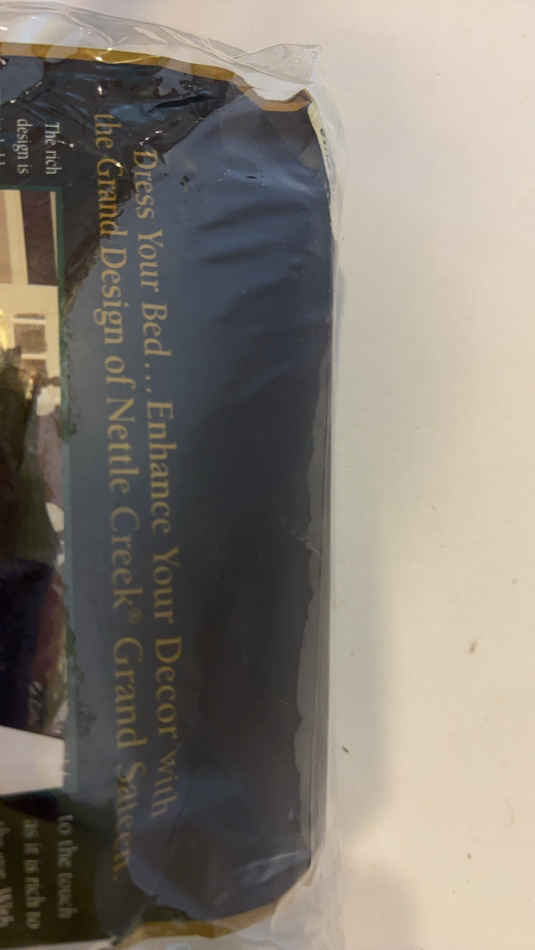 Dress Your Bed... Enhance Your Decor with
the Grand Design of Nettle Creek® Grand Sateen.
The rich
design is
to the touch
as it is rich to
With